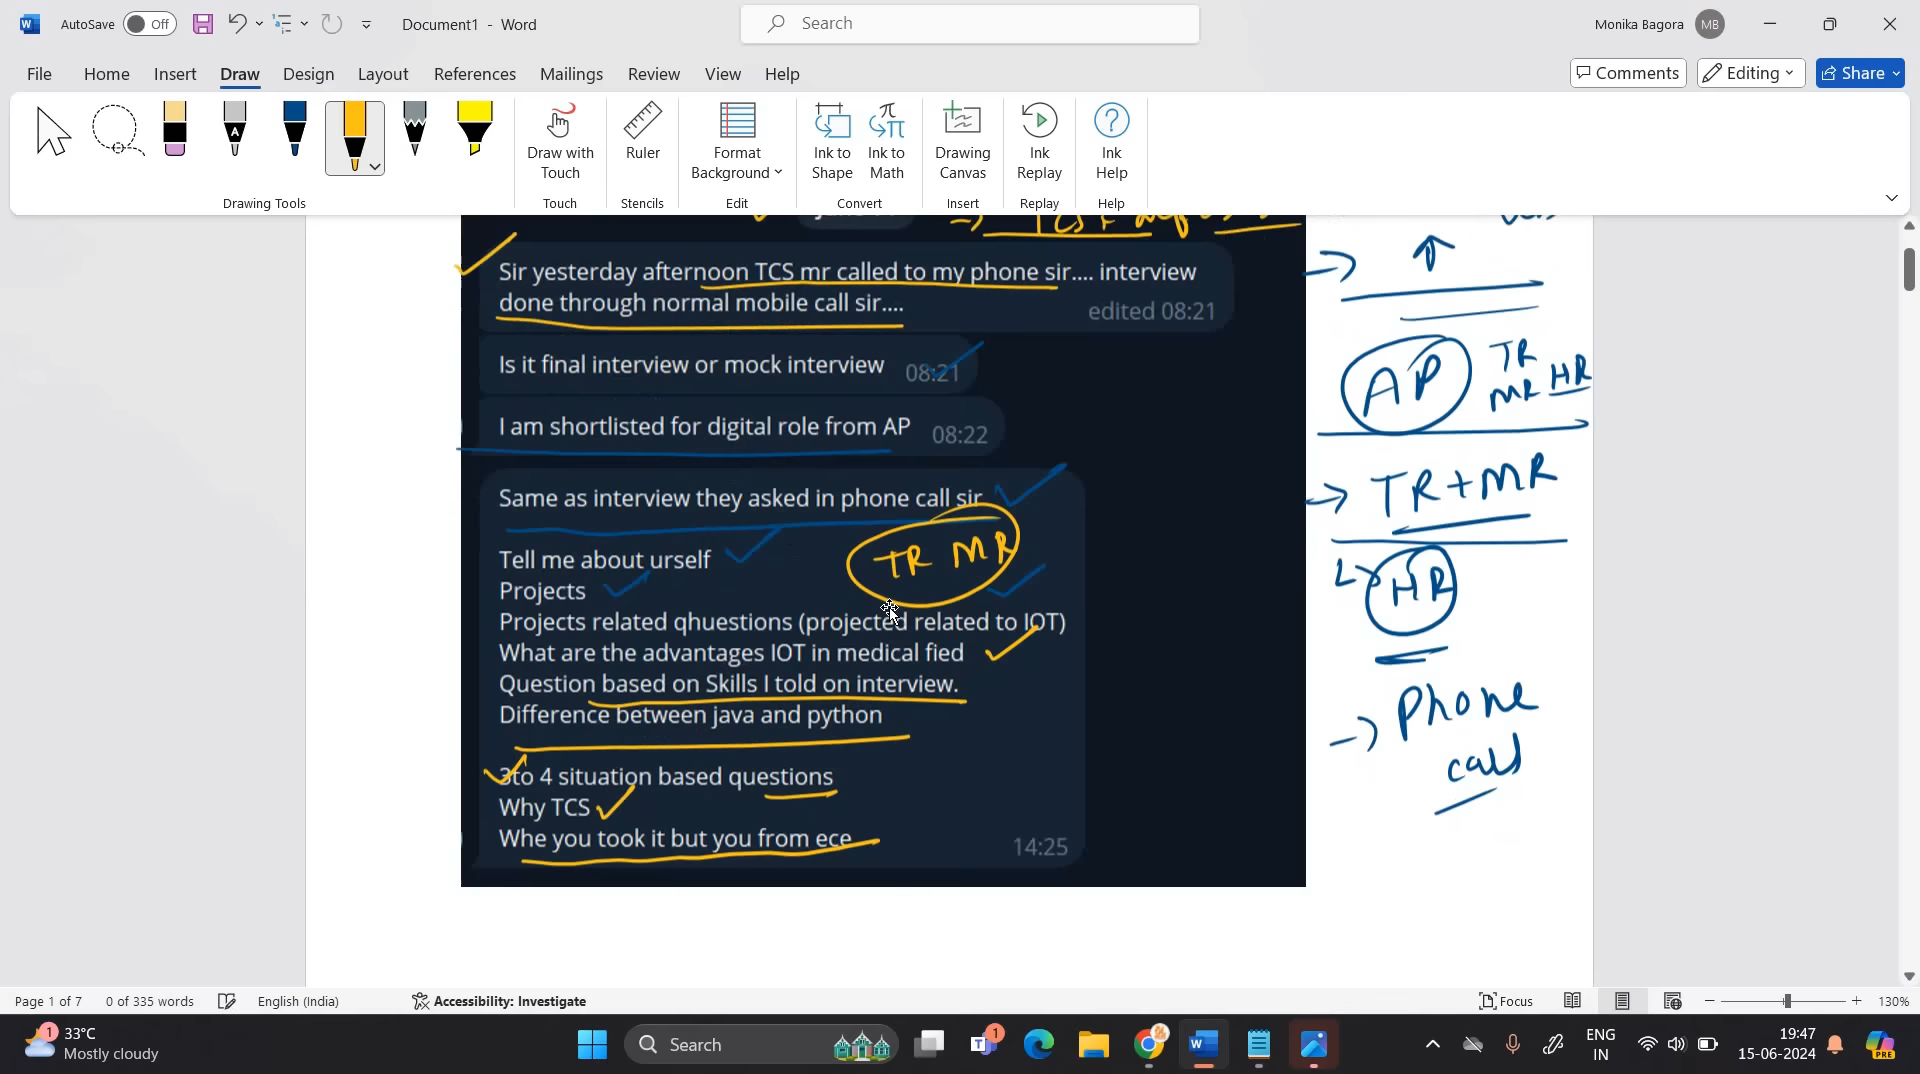 AutoSave Off Document1 - Word Search Monika Bagora MB
File Home Insert Draw Design Layout References Mailings Review View Help Comments Editing Share
Draw with Touch
Ruler
Format Background
Ink to Shape
Ink to Math
Drawing Canvas
Ink Replay
Ink Help
Drawing Tools Touch Stencils Edit Convert Insert Replay Help
Sir yesterday afternoon TCS mr called to my phone sir.... interview
done through normal mobile call sir....
edited 08:21
Is it final interview or mock interview 08:21
I am shortlisted for digital role from AP 08:22
Same as interview they asked in phone call sir
Tell me about urself
Projects
Projects related qhuestions (projected related to IOT)
What are the advantages IOT in medical fied
Question based on Skills I told on interview.
Difference between java and python
3to 4 situation based questions
Why TCS
Whe you took it but you from ece
14:25
TR MR
AP TR
MR HR
TR+MR
HR
Phone
call
Page 1 of 7 0 of 335 words English (India) Accessibility: Investigate Focus 130%
1 33°C
Mostly cloudy
Search
1
ENG
IN
19:47
15-06-2024
PRE